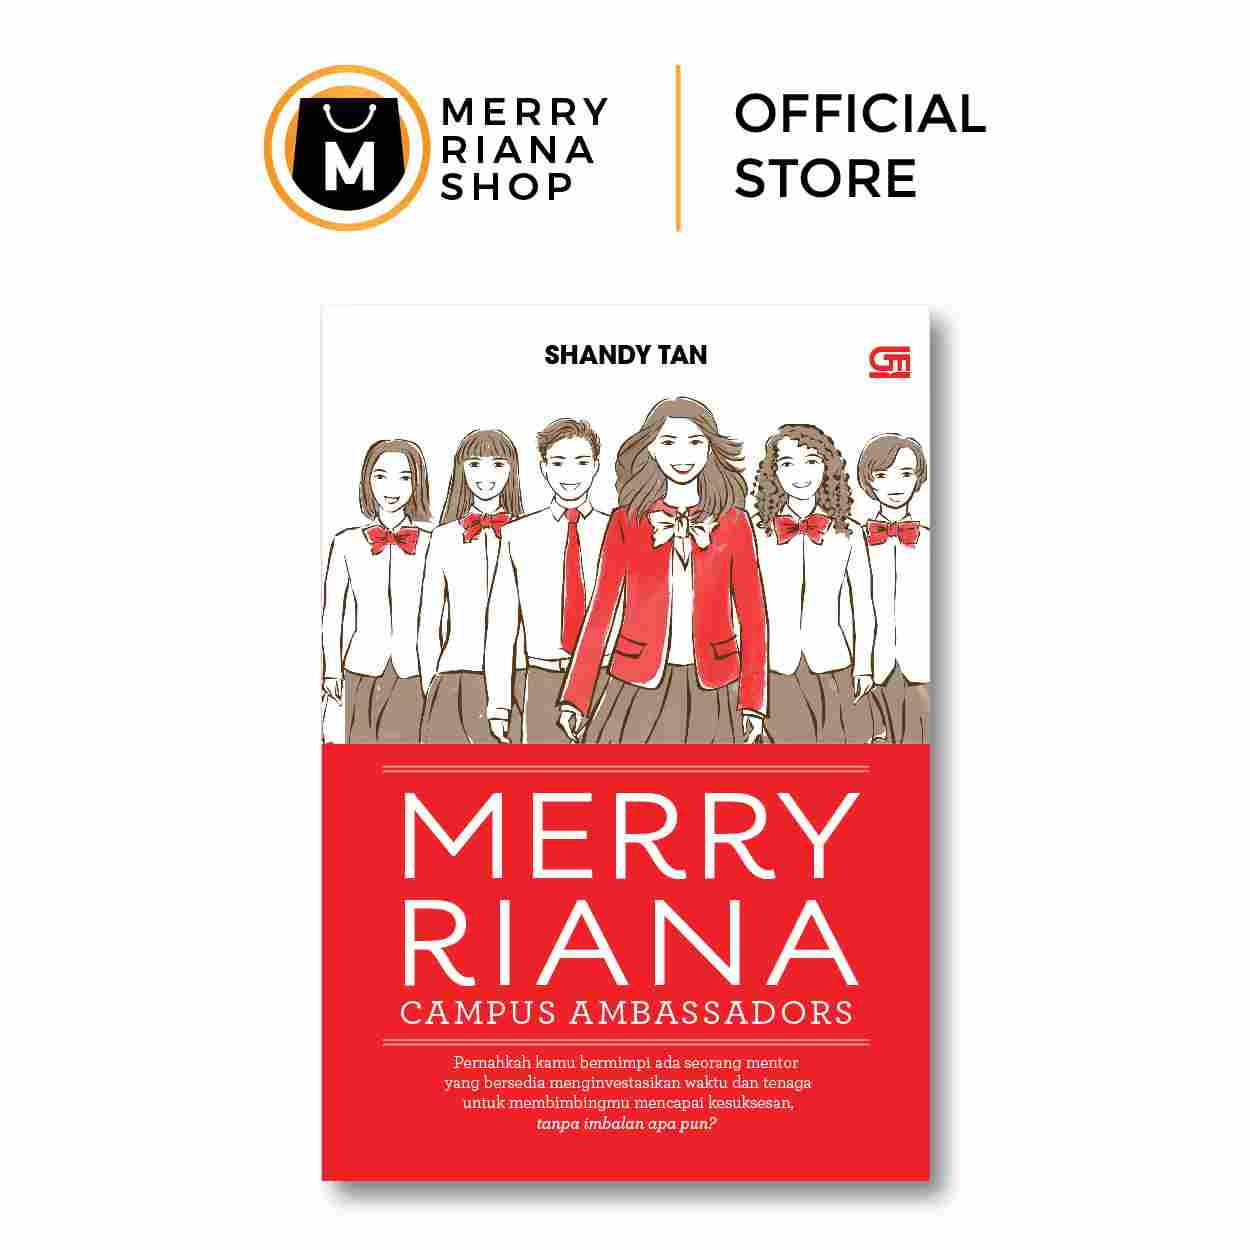 M
MERRY
RIANA
SHOP
OFFICIAL
STORE
SHANDY TAN
GM
MERRY
RIANA
CAMPUS AMBASSADORS
Pernahkah kamu bermimpi ada seorang mentor
yang bersedia menginvestasikan waktu dan tenaga
untuk membimbingmu mencapai kesuksesan,
tanpa imbalan apa pun?